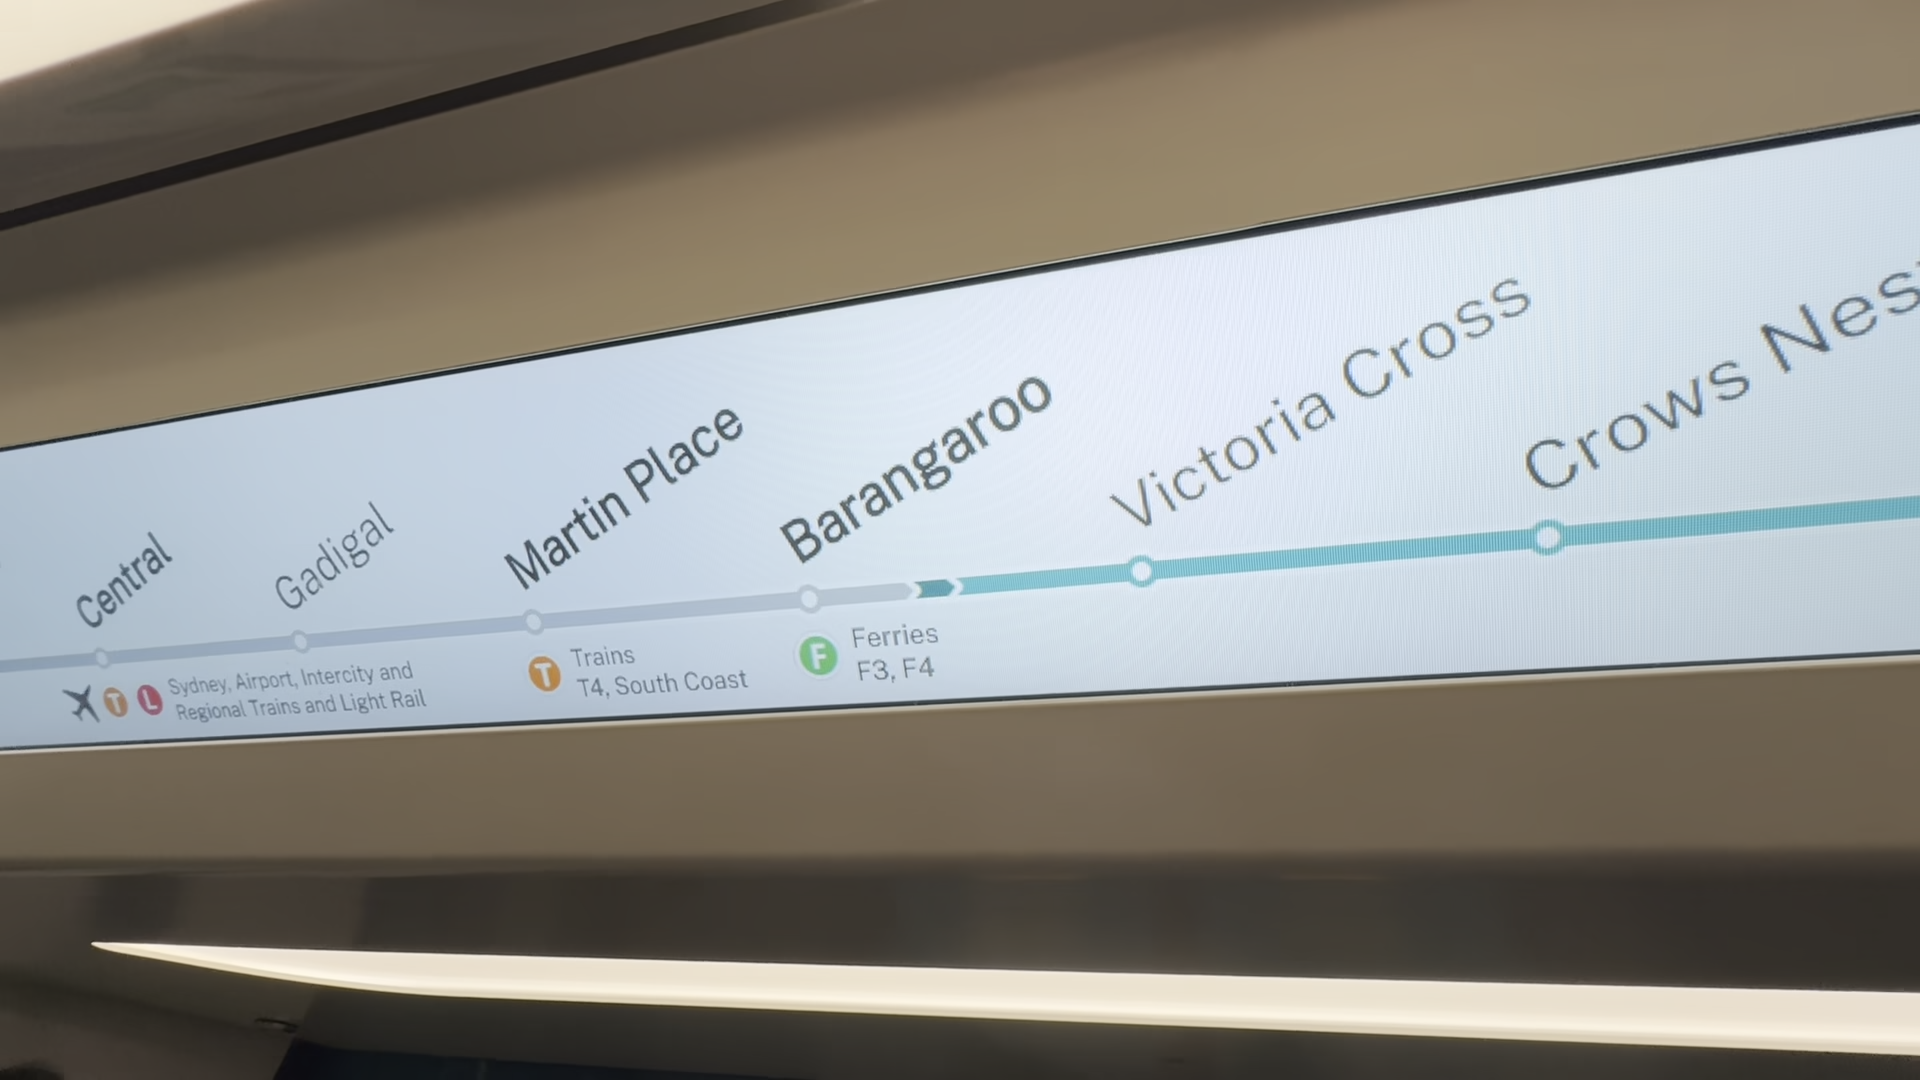 Central
Gadigal
Martin Place
Barangaroo
Victoria Cross
Crows Nes
T L Sydney, Airport, Intercity and
Regional Trains and Light Rail
T Trains
T4, South Coast
F Ferries
F3, F4